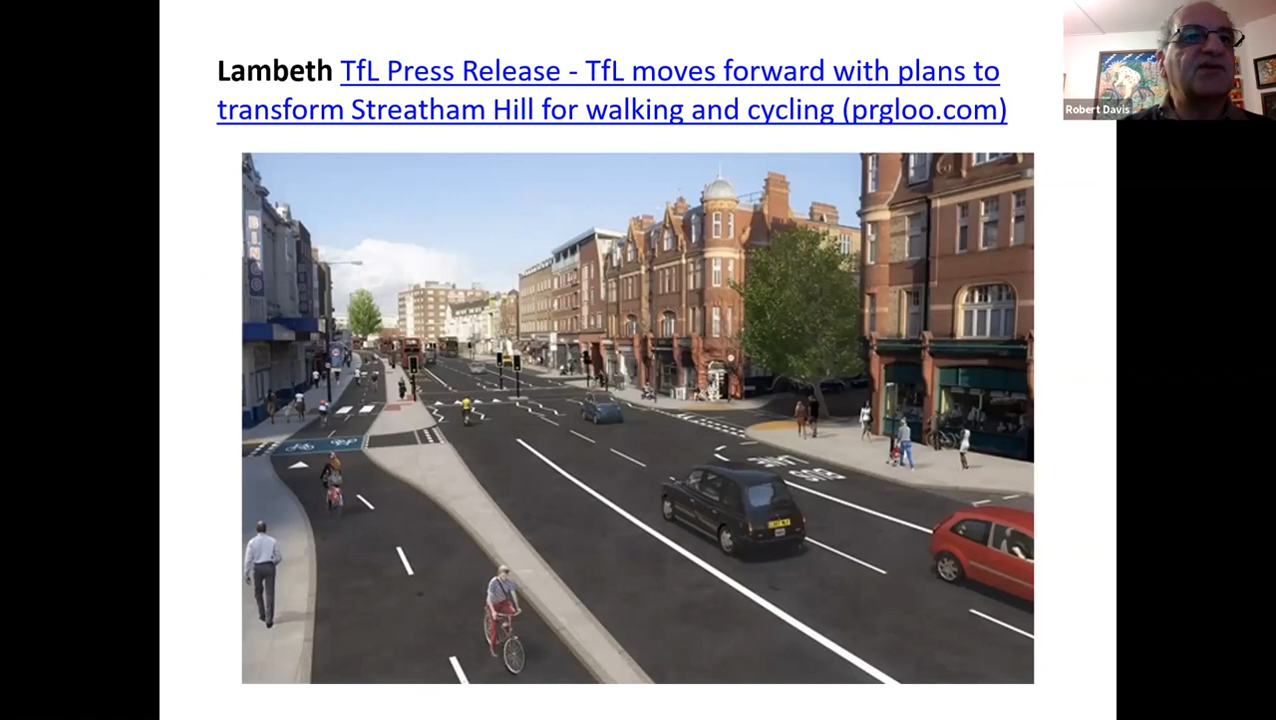 Lambeth TfL Press Release - TfL moves forward with plans to
transform Streatham Hill for walking and cycling (prgloo.com)
Robert Davis